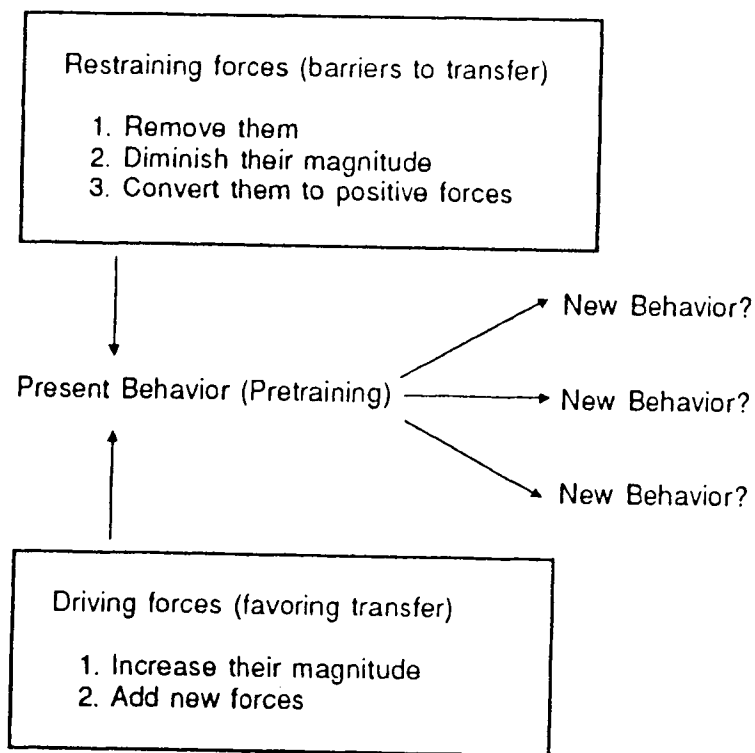 Restraining forces (barriers to transfer)
1. Remove them
2. Diminish their magnitude
3. Convert them to positive forces
New Behavior?
Present Behavior (Pretraining)
New Behavior?
New Behavior?
Driving forces (favoring transfer)
1. Increase their magnitude
2. Add new forces